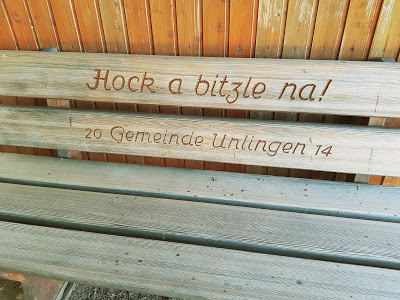 Hock a bitzle na!
20 Gemeinde Unlingen 14